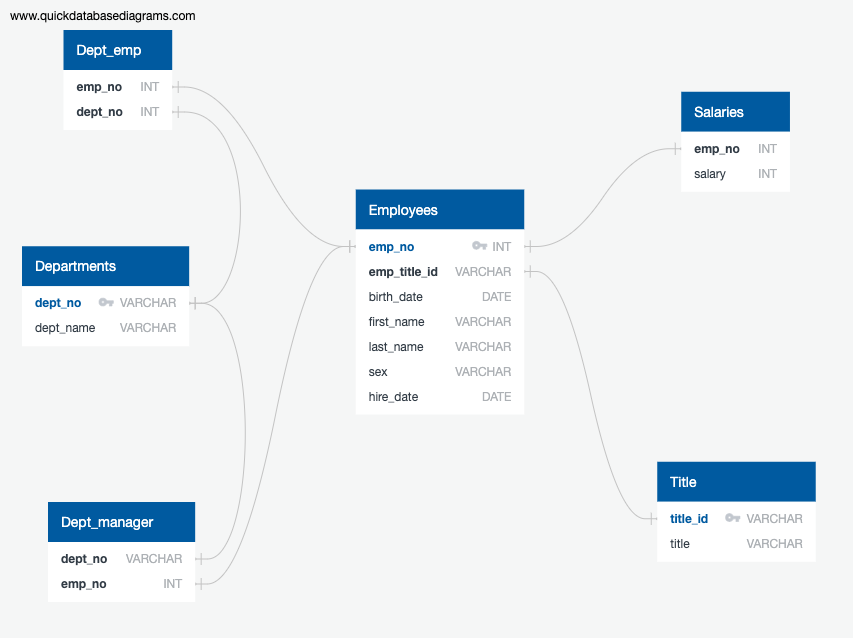 www.quickdatabasediagrams.com
Dept_emp
emp_no INT
dept_no INT
Salaries
emp_no INT
salary INT
Employees
emp_no INT
emp_title_id VARCHAR
birth_date DATE
first_name VARCHAR
last_name VARCHAR
sex VARCHAR
hire_date DATE
Departments
dept_no VARCHAR
dept_name VARCHAR
Title
title_id VARCHAR
title VARCHAR
Dept_manager
dept_no VARCHAR
emp_no INT